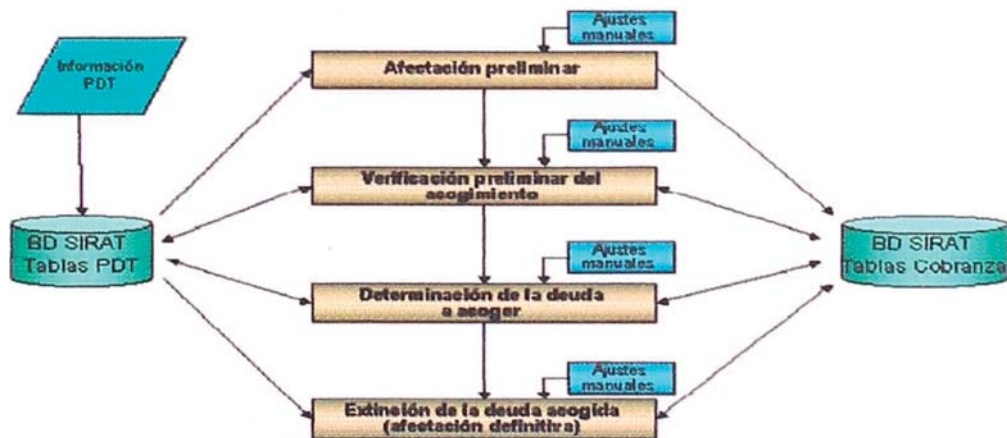 Ajustes
manuales
Información
PDT
Afectación preliminar
Ajustes
manuales
Verificación preliminar del
acogimiento
BD SIRAT
Tablas PDT
BD SIRAT
Tablas Cobranza
Ajustes
manuales
Determinación de la deuda
a acoger
Ajustes
manuales
Extinción de la deuda acogida
(afectación definitiva)